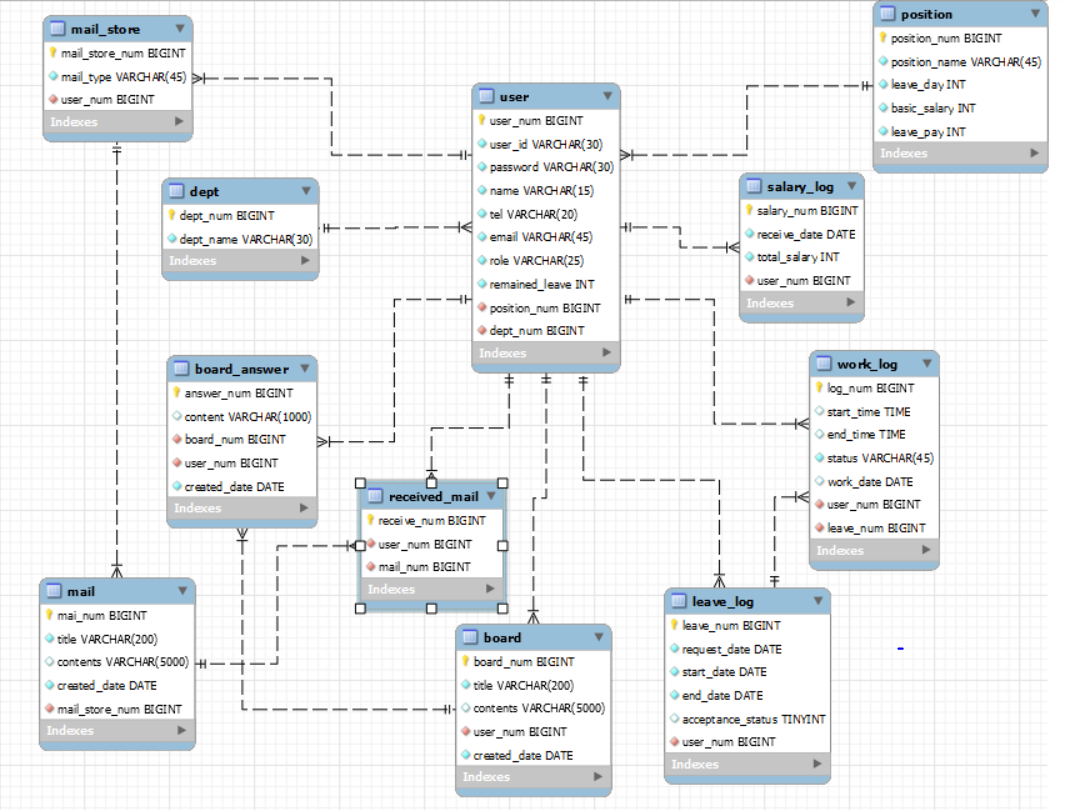 mail_store
mail_store_num BIGINT
mail_type VARCHAR(45)
user_num BIGINT
Indexes
position
position_num BIGINT
position_name VARCHAR(45)
leave_day INT
basic_salary INT
leave_pay INT
Indexes
user
user_num BIGINT
user_id VARCHAR(30)
password VARCHAR(30)
name VARCHAR(15)
tel VARCHAR(20)
email VARCHAR(45)
role VARCHAR(25)
remained_leave INT
position_num BIGINT
dept_num BIGINT
Indexes
dept
dept_num BIGINT
dept_name VARCHAR(30)
Indexes
salary_log
salary_num BIGINT
receive_date DATE
total_salary INT
user_num BIGINT
Indexes
board_answer
answer_num BIGINT
content VARCHAR(1000)
board_num BIGINT
user_num BIGINT
created_date DATE
Indexes
work_log
log_num BIGINT
start_time TIME
end_time TIME
status VARCHAR(45)
work_date DATE
user_num BIGINT
leave_num BIGINT
Indexes
received_mail
receive_num BIGINT
user_num BIGINT
mail_num BIGINT
Indexes
mail
mai_num BIGINT
title VARCHAR(200)
contents VARCHAR(5000)
created_date DATE
mail_store_num BIGINT
Indexes
board
board_num BIGINT
title VARCHAR(200)
contents VARCHAR(5000)
user_num BIGINT
created_date DATE
Indexes
leave_log
leave_num BIGINT
request_date DATE
start_date DATE
end_date DATE
acceptance_status TINYINT
user_num BIGINT
Indexes